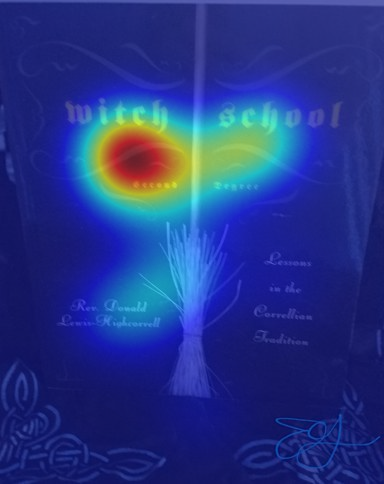 witch school
Second Degree
Lessons
in the
Correllian
Tradition
Rev. Donald
Lewis-Highcorrell